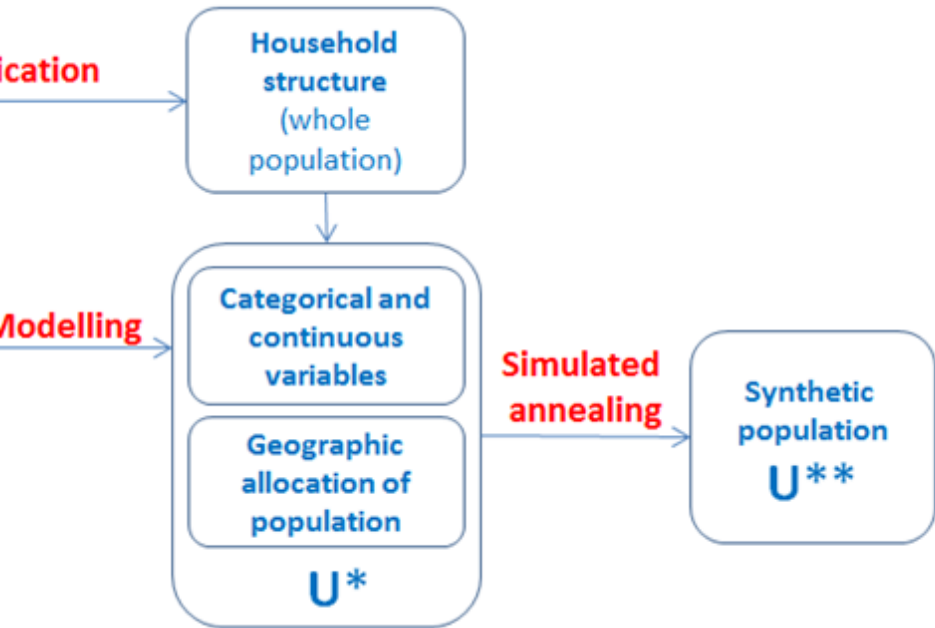 ication
Household
structure
(whole
population)
Modelling
Categorical and
continuous
variables
Geographic
allocation of
population
U*
Simulated
annealing
Synthetic
population
U**